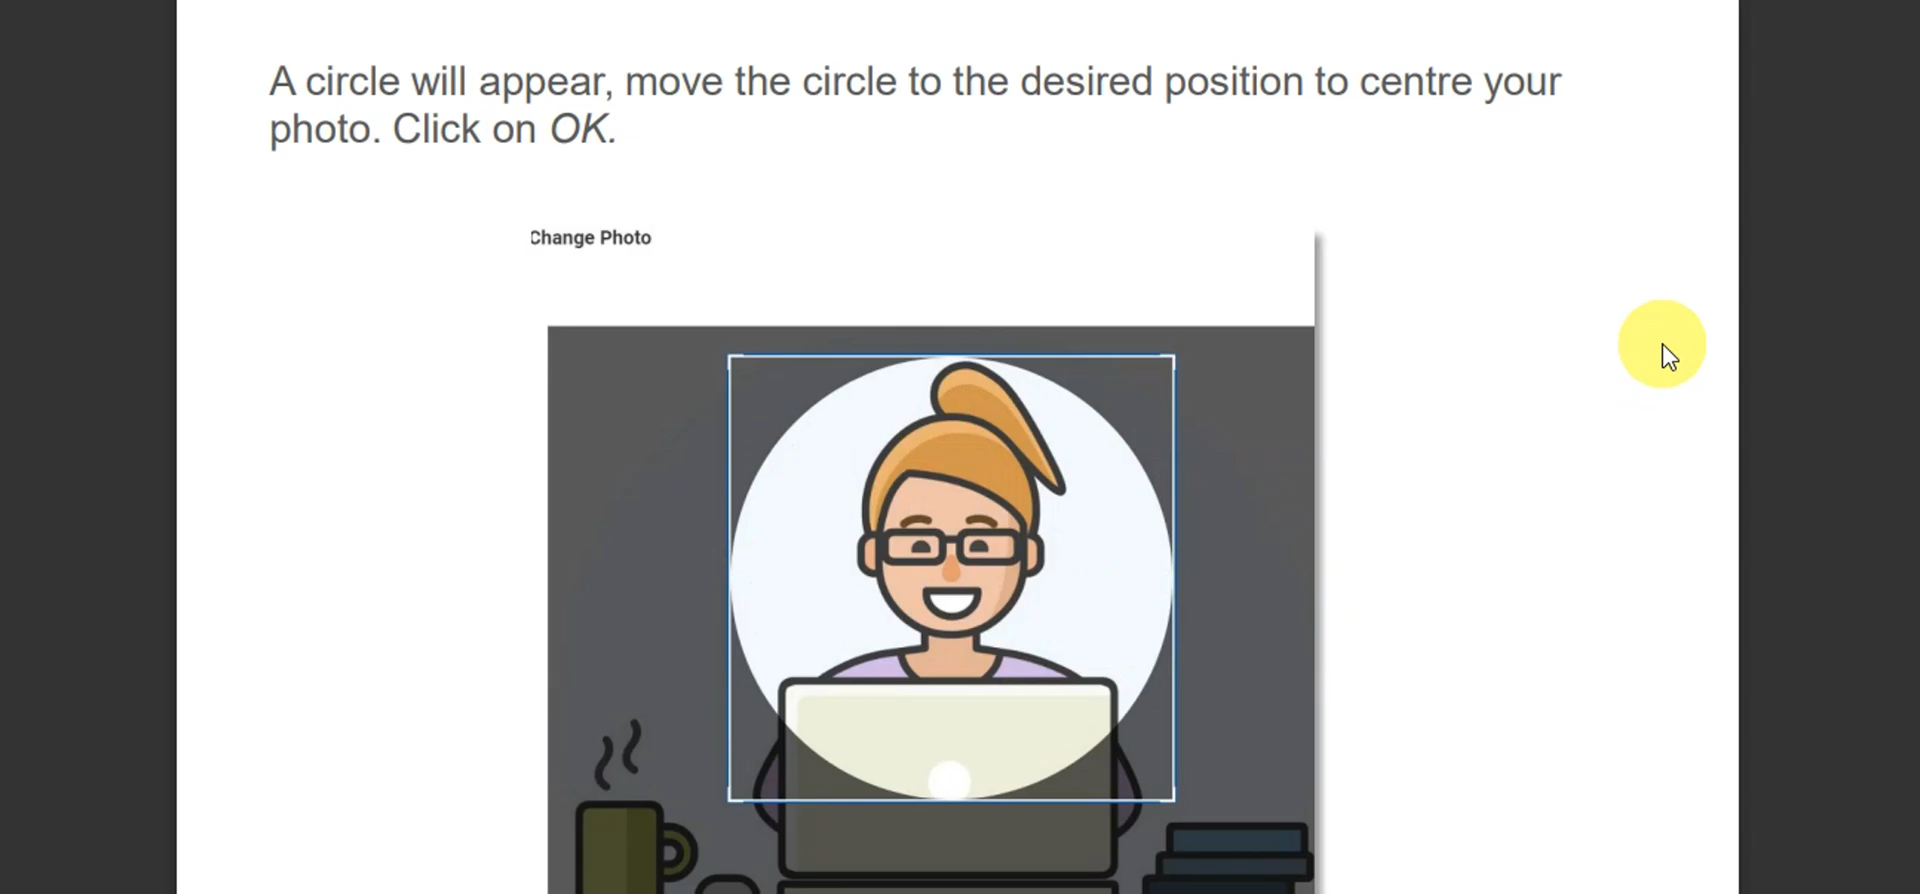 A circle will appear, move the circle to the desired position to centre your
photo. Click on OK.
Change Photo